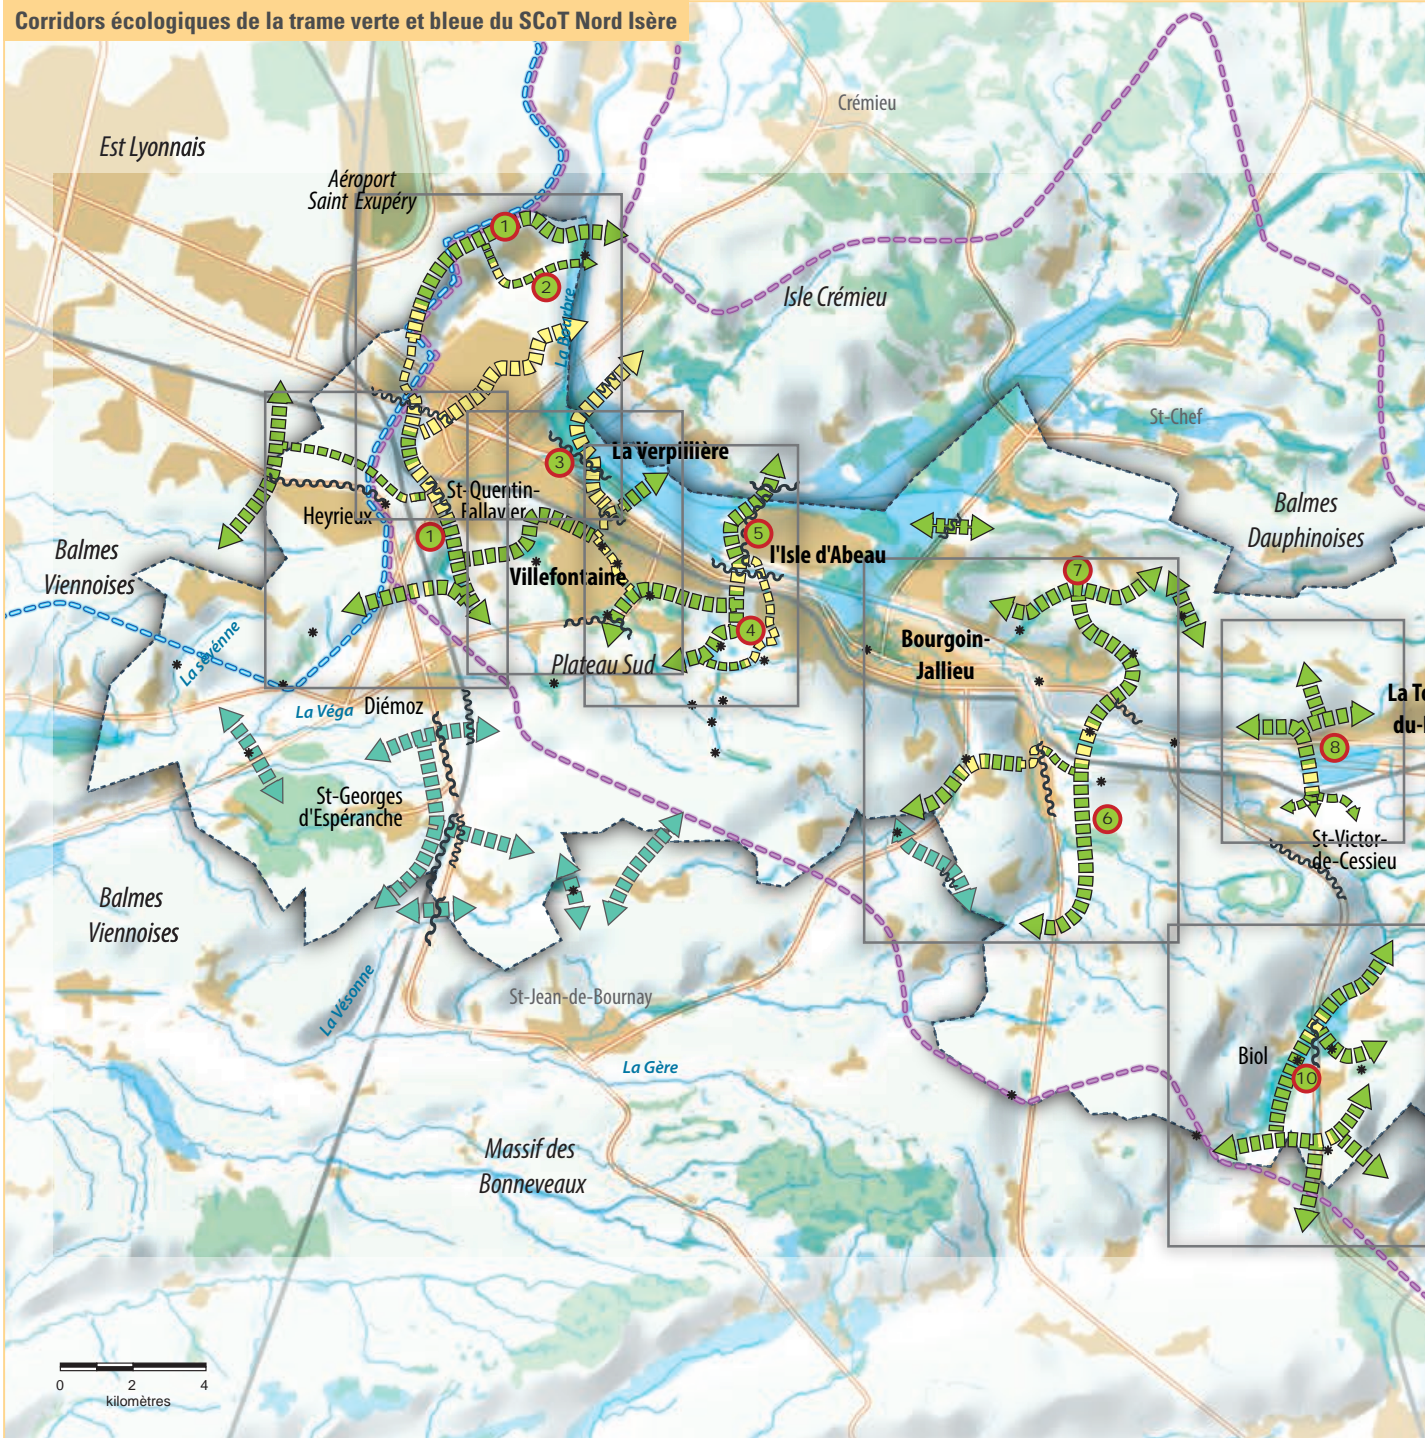 Corridors écologiques de la trame verte et bleue du SCoT Nord Isère
Crémieu
Est Lyonnais
Aéroport
Saint Exupéry
1
2
La Bourbre
Isle Crémieu
St-Chef
La Verpilllière
3
St-Quentin-
Fallavier
Heyrieux
1
5
l'Isle d'Abeau
Balmes
Dauphinoises
Balmes
Viennoises
Villefontaine
7
4
Bourgoin-
Jallieu
La sévénne
Plateau Sud
La Véga
Diémoz
8
St-Georges
d'Espéranche
6
St-Victor-
de-Cessieu
Balmes
Viennoises
La Vésonne
St-Jean-de-Bournay
La Gère
Biol
10
Massif des
Bonneveaux
0 2 4
kilomètres